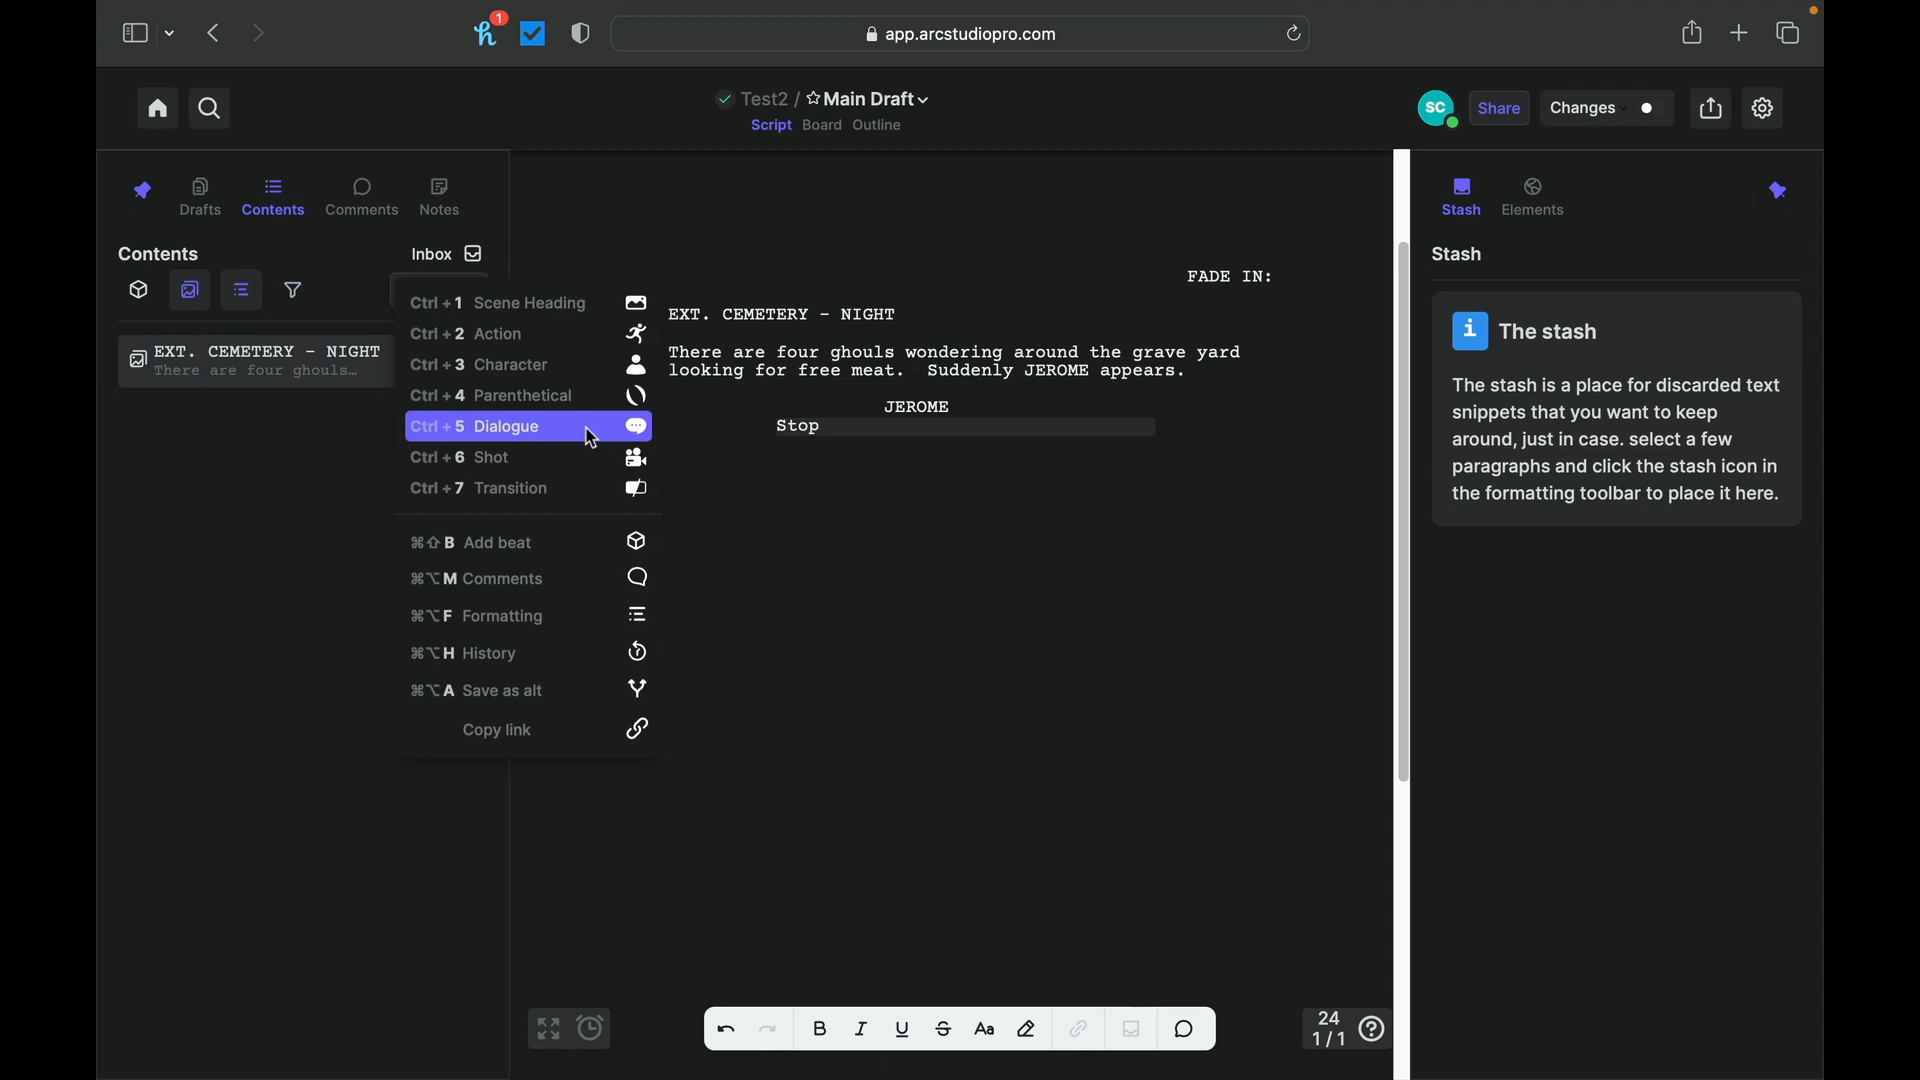 1
app.arcstudiopro.com
Test2 / Main Draft
Script Board Outline
SC
Share
Changes
Drafts
Contents
Comments
Notes
Contents
Inbox
EXT. CEMETERY - NIGHT
There are four ghouls…
Ctrl + 1 Scene Heading
Ctrl + 2 Action
Ctrl + 3 Character
Ctrl + 4 Parenthetical
Ctrl + 5 Dialogue
Ctrl + 6 Shot
Ctrl + 7 Transition
⌘⇧ B Add beat
⌘⌥ M Comments
⌘⌥ F Formatting
⌘⌥ H History
⌘⌥ A Save as alt
Copy link
FADE IN:
EXT. CEMETERY - NIGHT
There are four ghouls wondering around the grave yard
looking for free meat.  Suddenly JEROME appears.
JEROME
Stop
B I U S Aa
24
1 / 1
Stash
Elements
Stash
i The stash
The stash is a place for discarded text
snippets that you want to keep
around, just in case. select a few
paragraphs and click the stash icon in
the formatting toolbar to place it here.